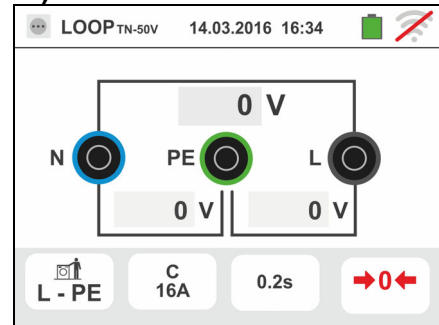 LOOP TN-50V 14.03.2016 16:34
0 V
N PE L
0 V 0 V
L - PE
C
16A
0.2s
→0←